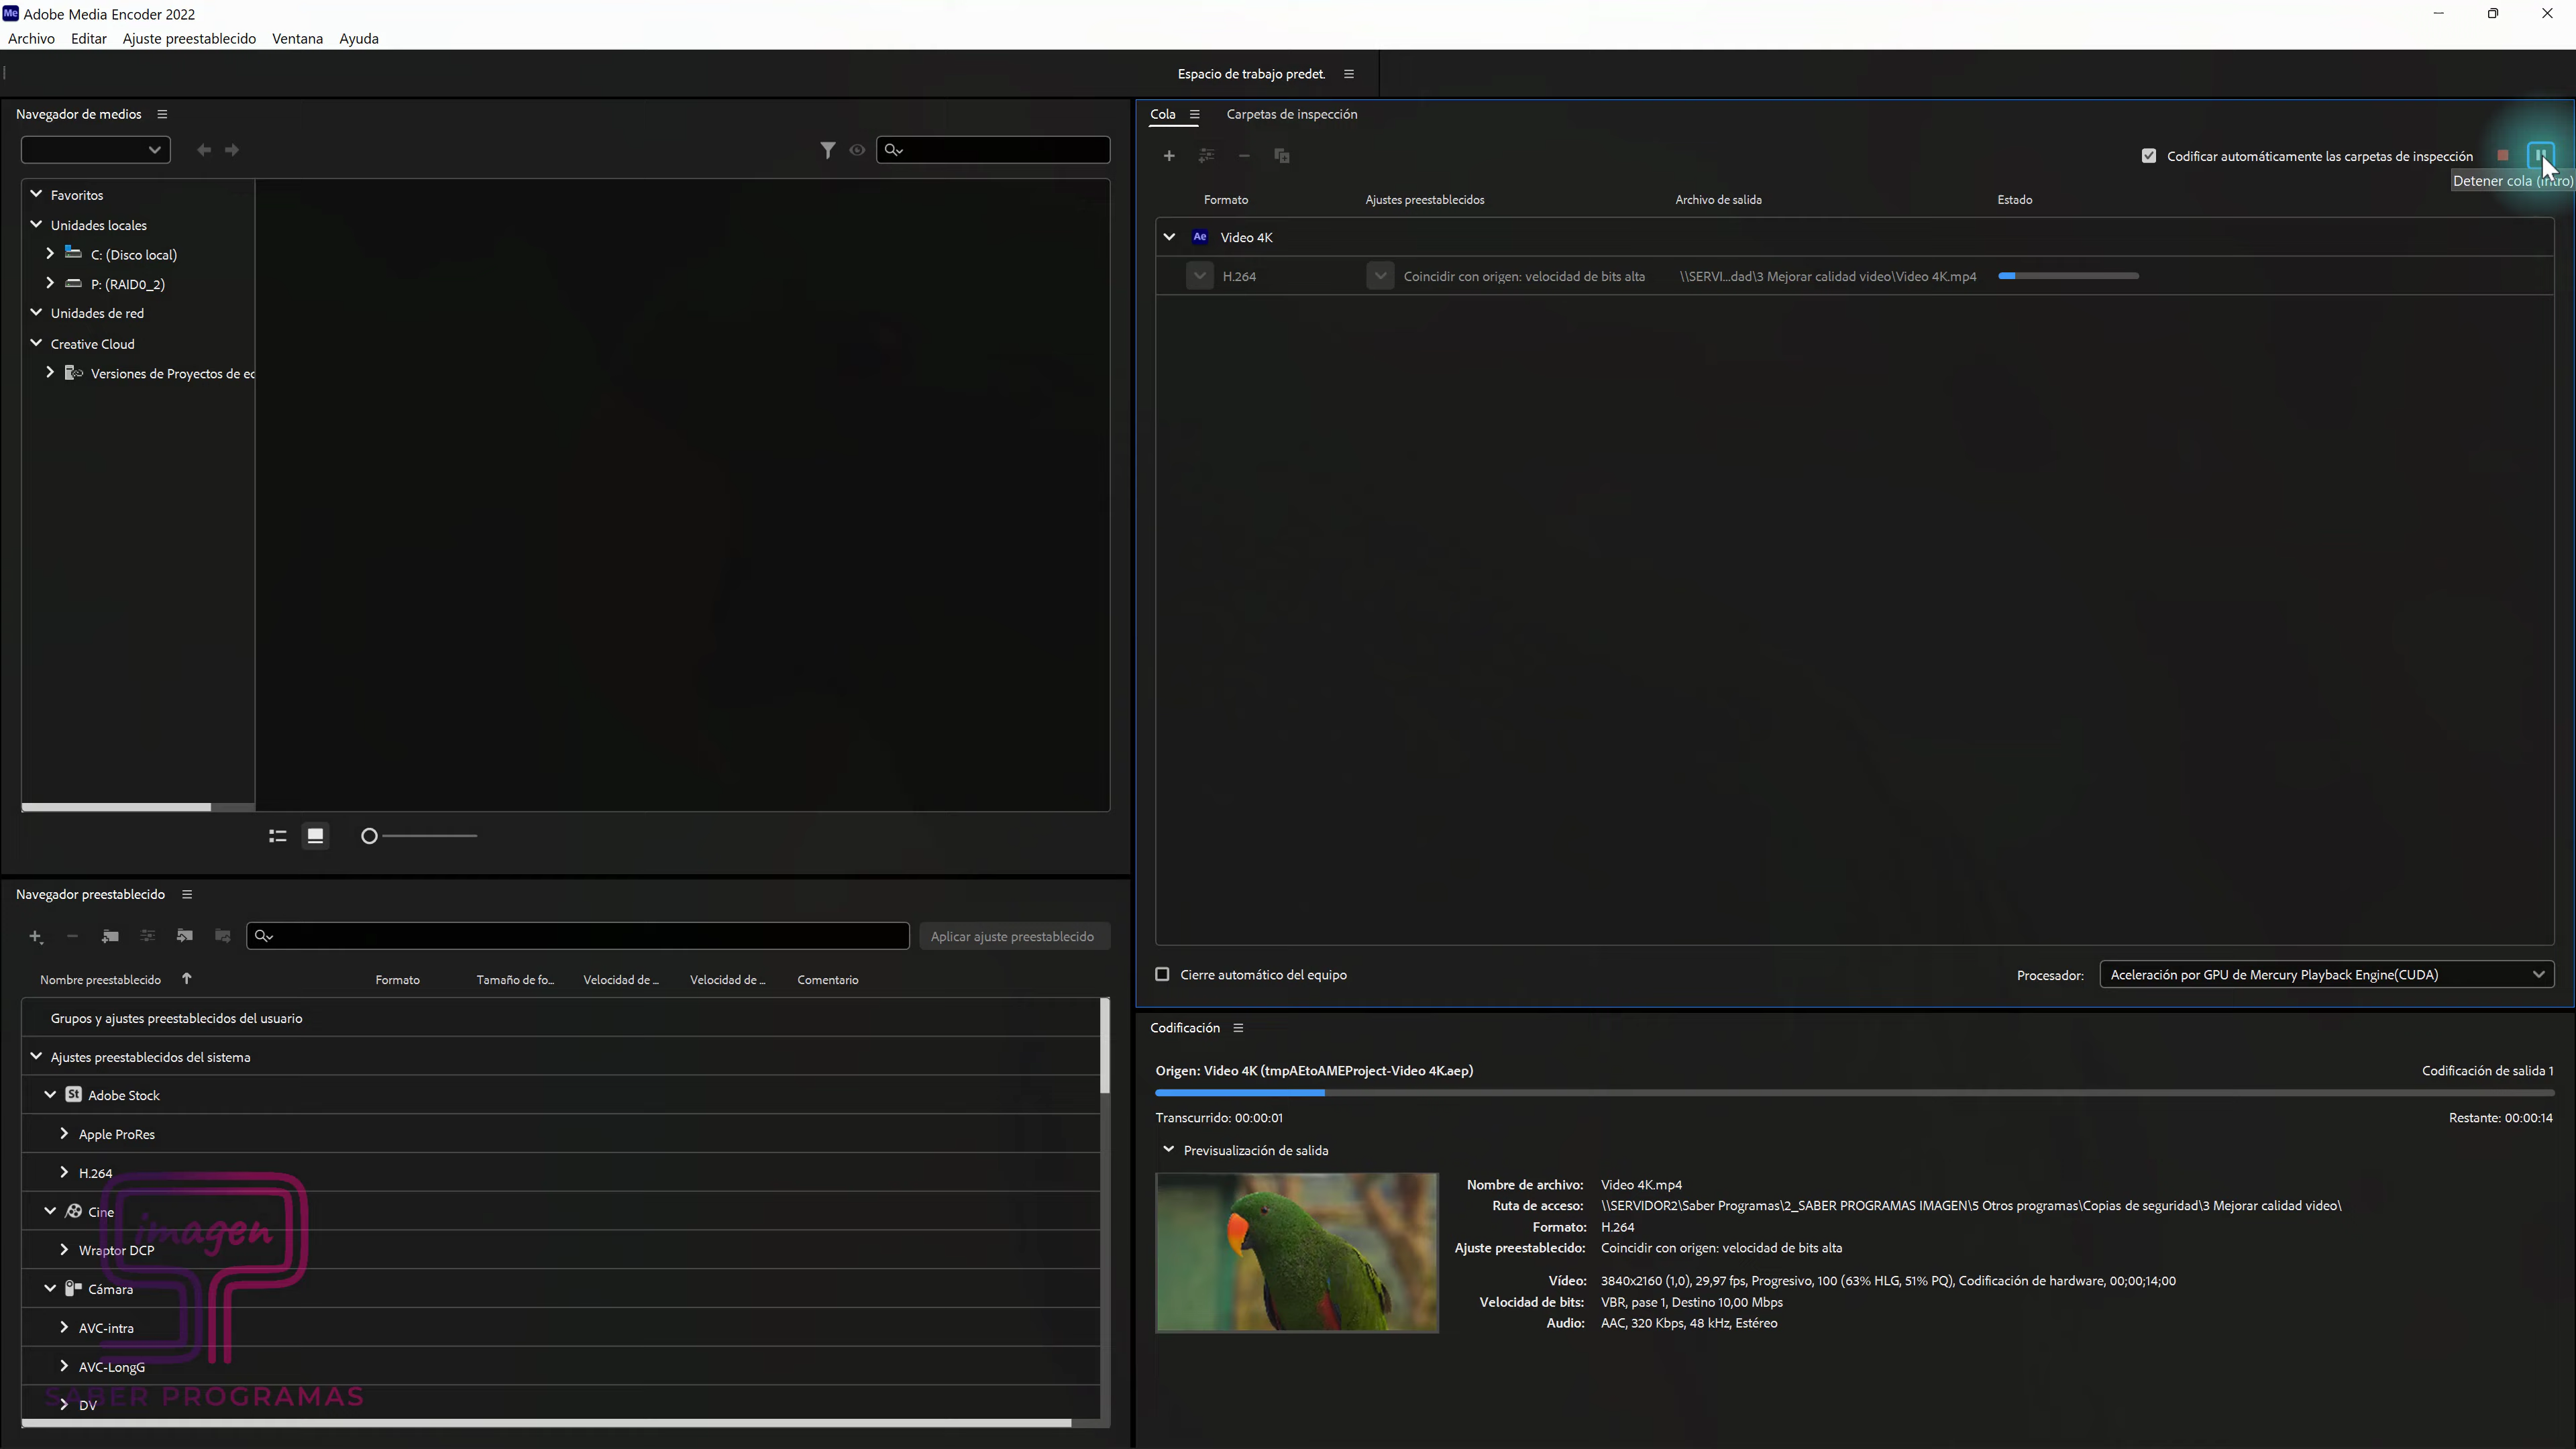 Me Adobe Media Encoder 2022
Archivo Editar Ajuste preestablecido Ventana Ayuda
Espacio de trabajo predet.
Navegador de medios
Favoritos
Unidades locales
C: (Disco local)
P: (RAID0_2)
Unidades de red
Creative Cloud
Versiones de Proyectos de ec
Cola Carpetas de inspección
Codificar automáticamente las carpetas de inspección
Detener cola (Intro)
Formato Ajustes preestablecidos Archivo de salida Estado
Ae Video 4K
H.264 Coincidir con origen: velocidad de bits alta \\SERVI...dad\3 Mejorar calidad video\Video 4K.mp4
Cierre automático del equipo
Procesador: Aceleración por GPU de Mercury Playback Engine(CUDA)
Navegador preestablecido
Aplicar ajuste preestablecido
Nombre preestablecido Formato Tamaño de fo... Velocidad de ... Velocidad de ... Comentario
Grupos y ajustes preestablecidos del usuario
Ajustes preestablecidos del sistema
St Adobe Stock
Apple ProRes
H.264
Cine
Wraptor DCP
Cámara
AVC-intra
AVC-LongG
DV
imagen
SABER PROGRAMAS
Codificación
Origen: Video 4K (tmpAEtoAMEProject-Video 4K.aep)
Codificación de salida 1
Transcurrido: 00:00:01
Restante: 00:00:14
Previsualización de salida
Nombre de archivo: Video 4K.mp4
Ruta de acceso: \\SERVIDOR2\Saber Programas\2_SABER PROGRAMAS IMAGEN\5 Otros programas\Copias de seguridad\3 Mejorar calidad video\
Formato: H.264
Ajuste preestablecido: Coincidir con origen: velocidad de bits alta
Vídeo: 3840x2160 (1,0), 29,97 fps, Progresivo, 100 (63% HLG, 51% PQ), Codificación de hardware, 00;00;14;00
Velocidad de bits: VBR, pase 1, Destino 10,00 Mbps
Audio: AAC, 320 Kbps, 48 kHz, Estéreo